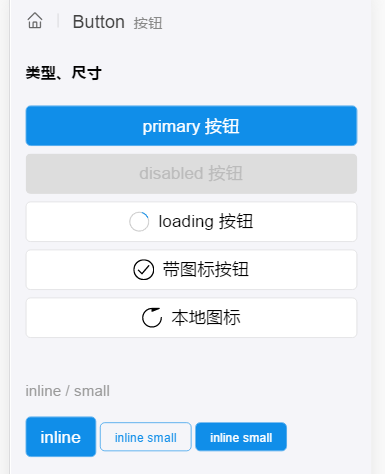 Button 按钮
类型、尺寸
primary 按钮
disabled 按钮
loading 按钮
带图标按钮
本地图标
inline / small
inline inline small inline small